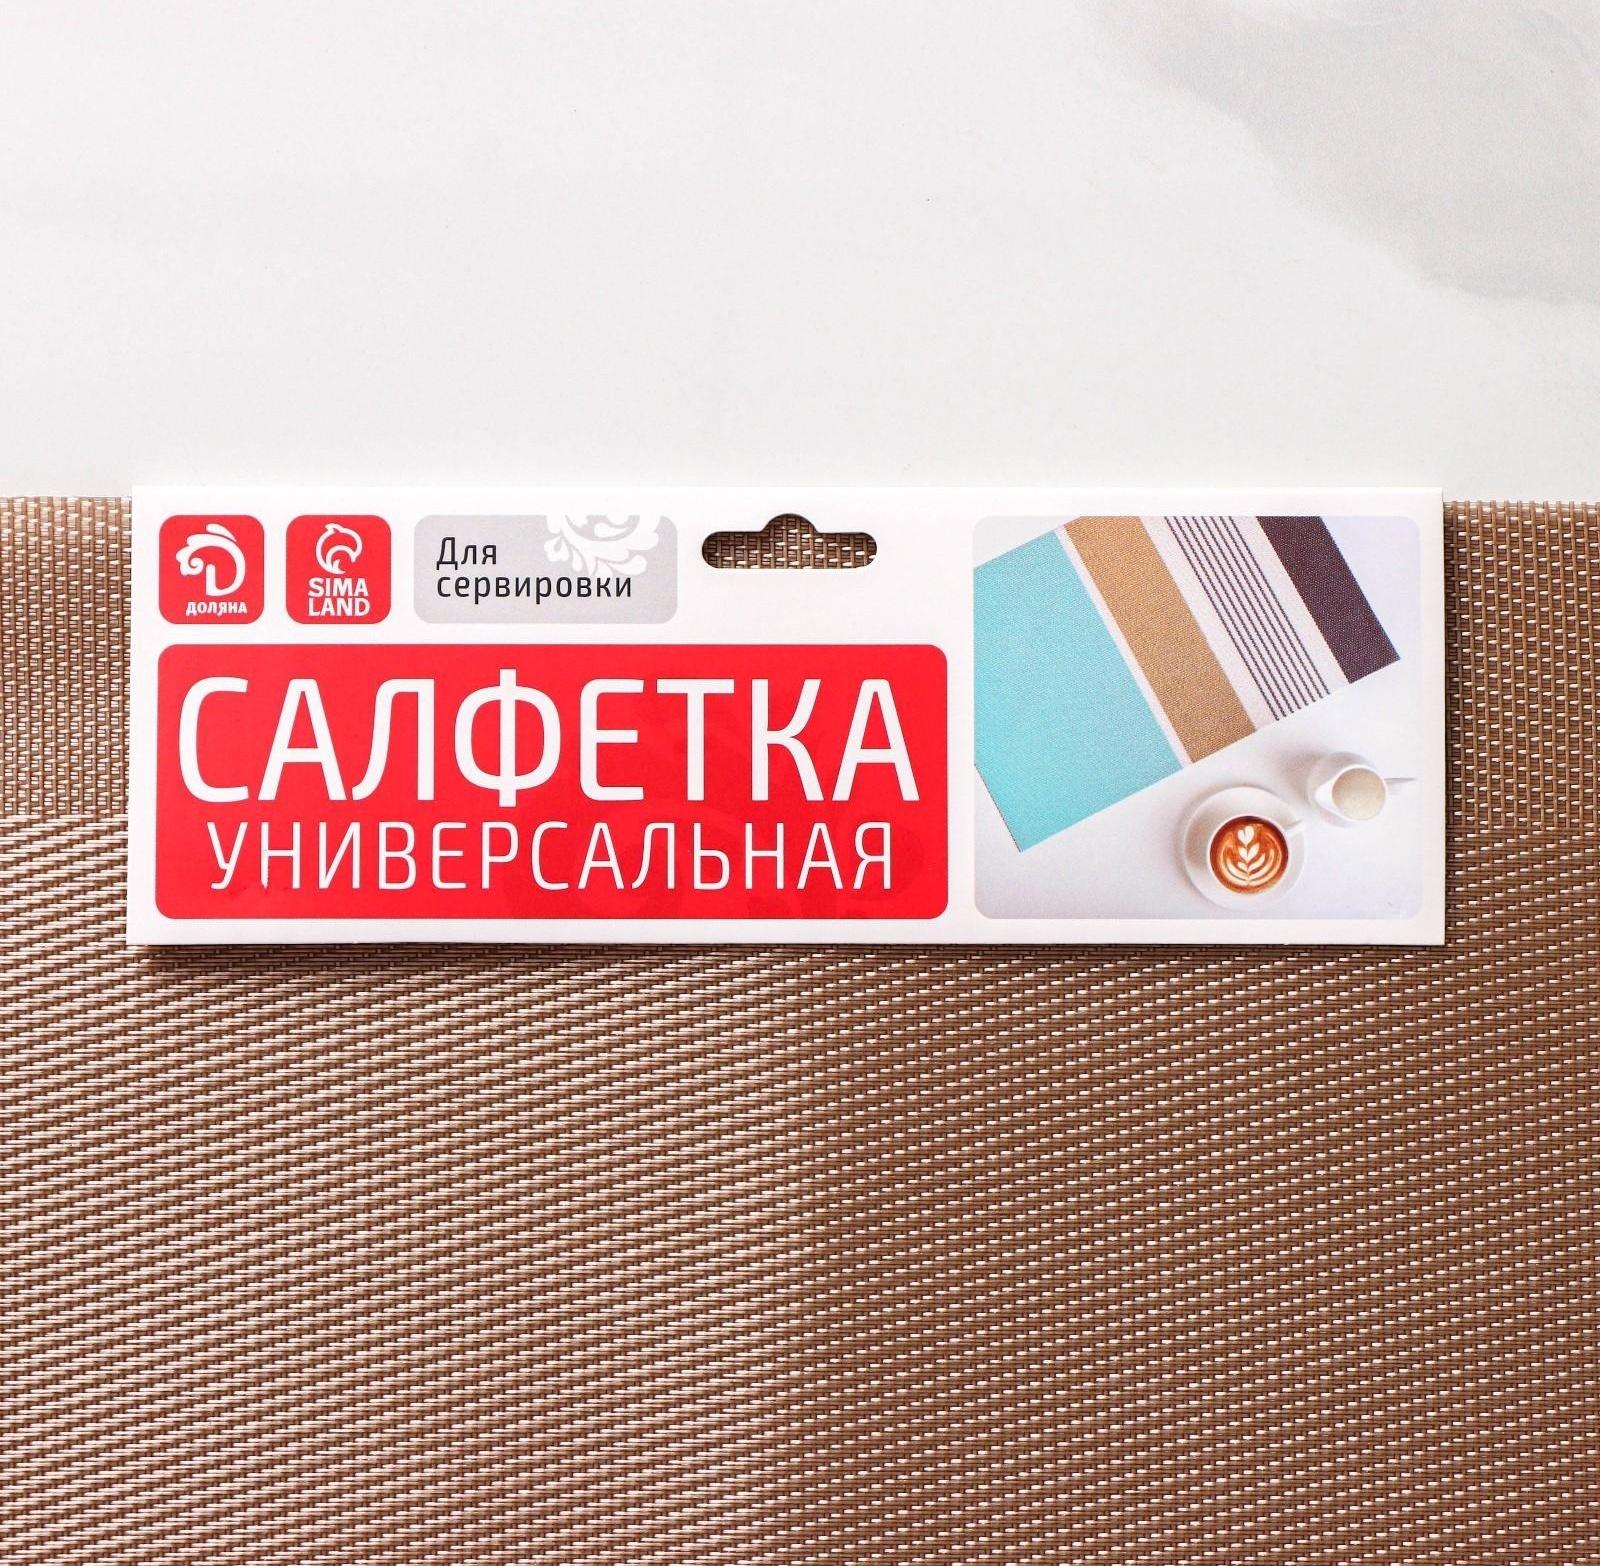 ДОЛЯНА
SIMA
LAND
Для
сервировки
САЛФЕТКА
УНИВЕРСАЛЬНАЯ